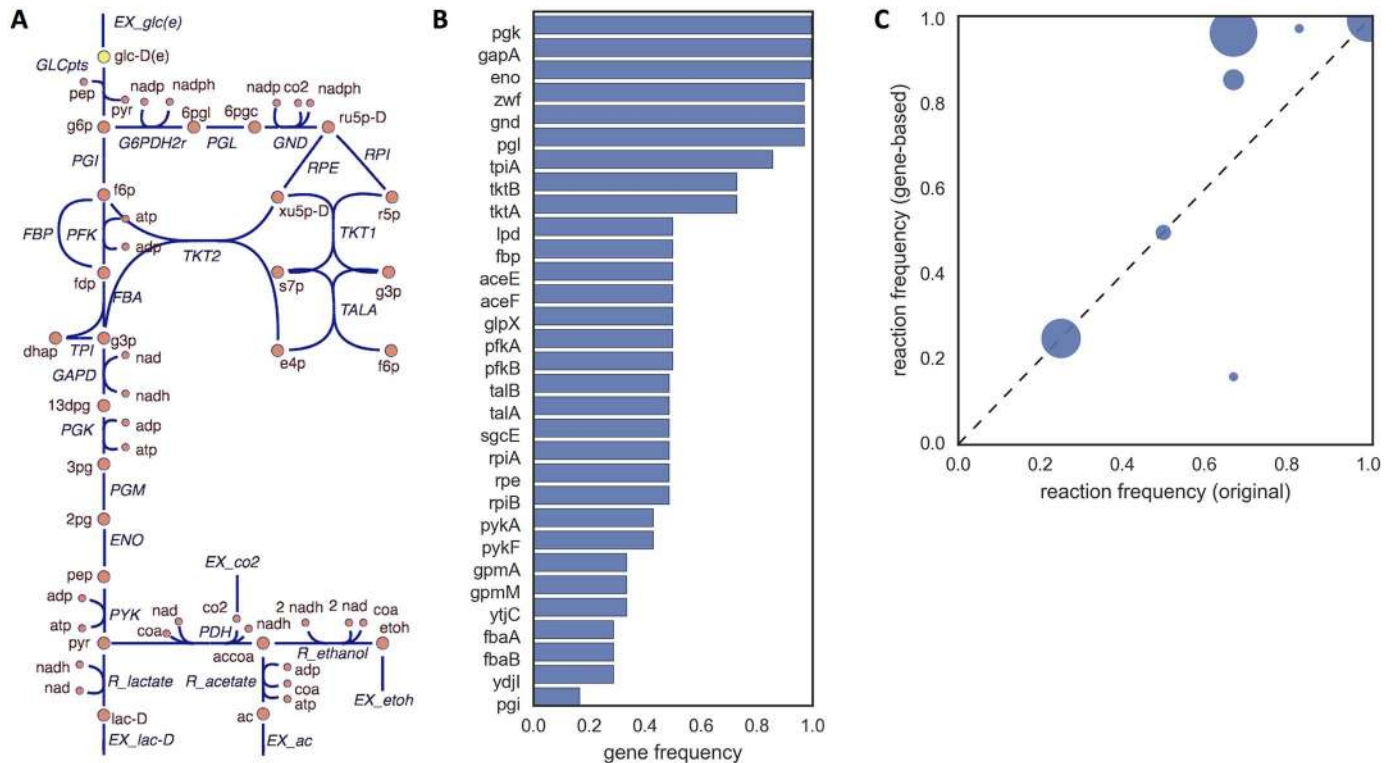 A
EX_glc(e)
glc-D(e)
GLCpts
pep
pyr
nadp
nadph
nadp co2 nadph
g6p
6pgl
6pgc
ru5p-D
G6PDH2r
PGL
GND
PGI
RPE
RPI
f6p
xu5p-D
r5p
FBP
PFK
atp
adp
TKT2
TKT1
fdp
s7p
g3p
FBA
TALA
dhap
TPI
g3p
e4p
f6p
GAPD
nad
nadh
13dpg
PGK
adp
atp
3pg
PGM
2pg
ENO
pep
EX_co2
adp
atp
PYK
nad
coa
co2
PDH
nadh
2 nadh
2 nad
coa
etoh
pyr
accoa
R_ethanol
nadh
nad
R_lactate
R_acetate
adp
coa
atp
EX_etoh
lac-D
ac
EX_lac-D
EX_ac
B
pgk
gapA
eno
zwf
gnd
pgl
tpiA
tktB
tktA
lpd
fbp
aceE
aceF
glpX
pfkA
pfkB
talB
talA
sgcE
rpiA
rpe
rpiB
pykA
pykF
gpmA
gpmM
ytjC
fbaA
fbaB
ydjI
pgi
0.0 0.2 0.4 0.6 0.8 1.0
gene frequency
C
1.0
0.8
0.6
0.4
0.2
0.0
reaction frequency (gene-based)
0.0 0.2 0.4 0.6 0.8 1.0
reaction frequency (original)